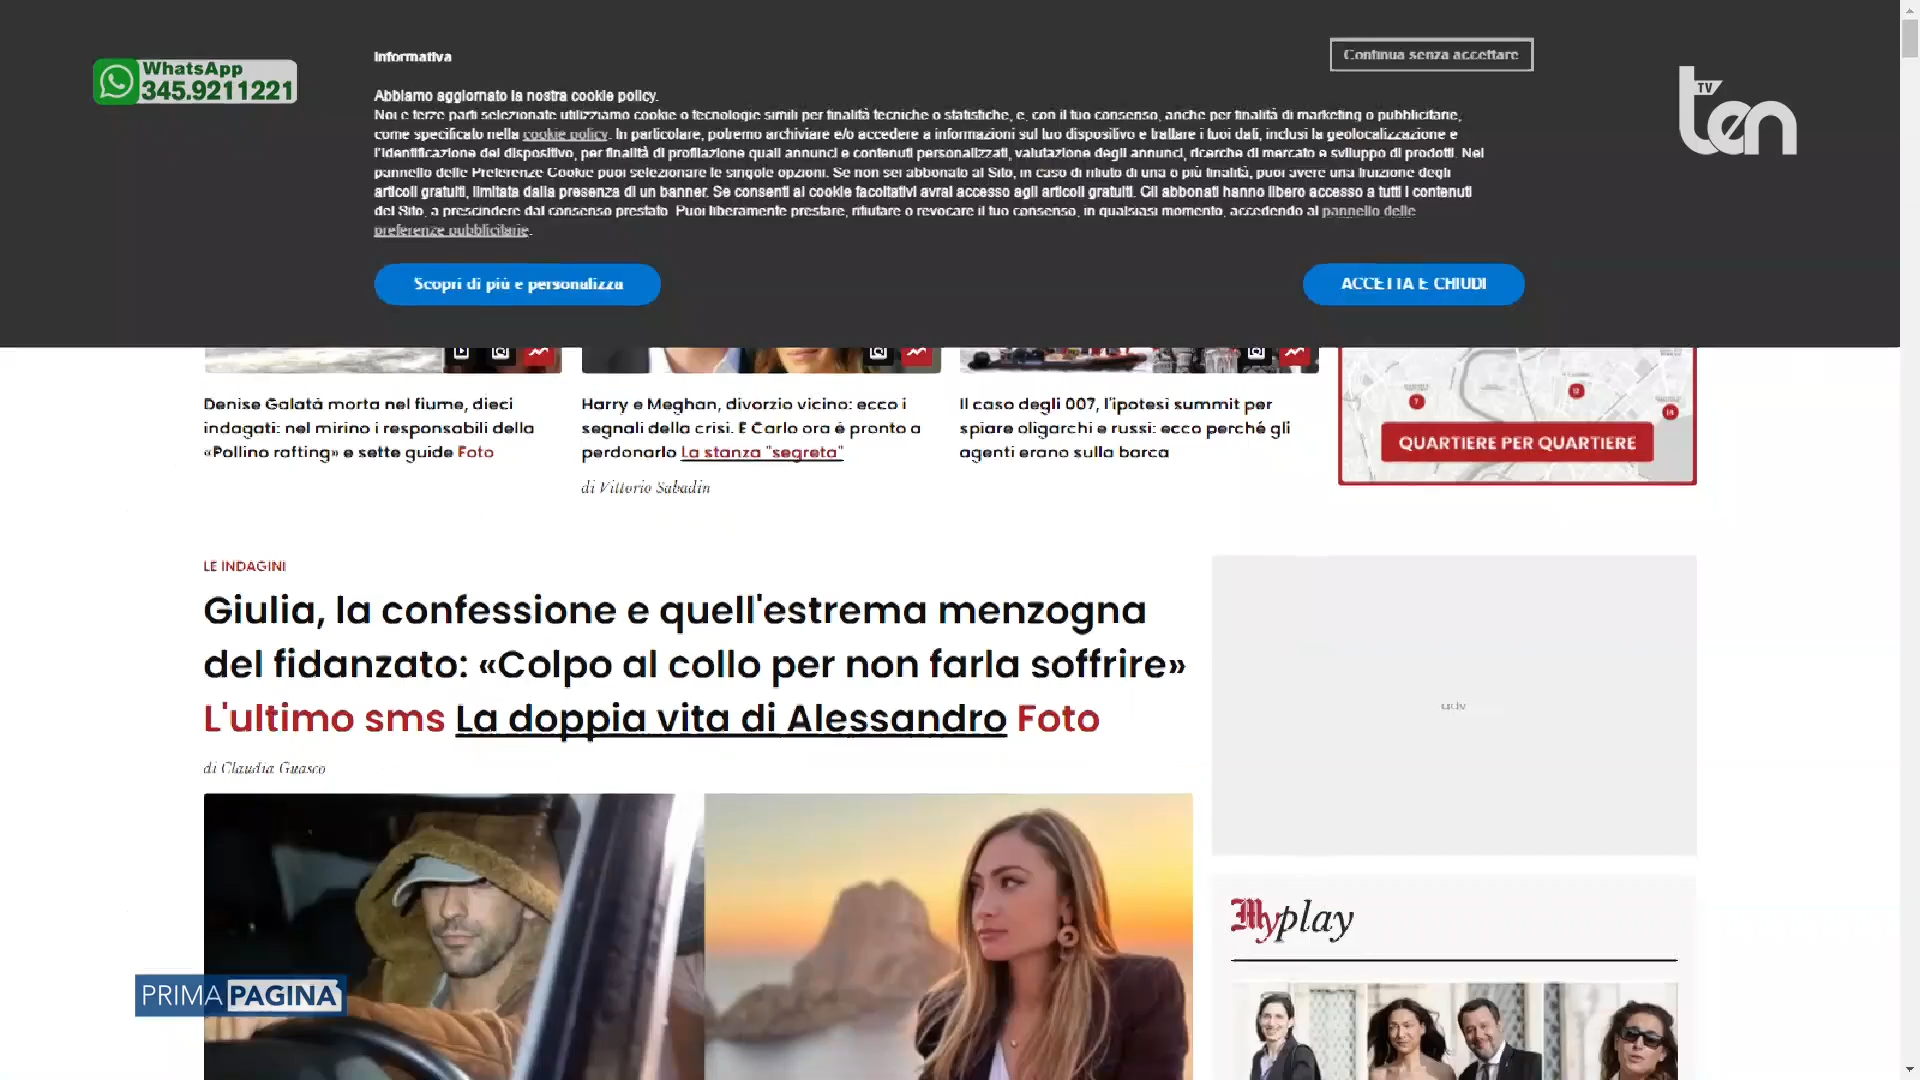 Informativa
Continua senza accettare
WhatsApp
345.9211221
TV
ten
Abbiamo aggiornato la nostra cookie policy.
Noi e terze parti selezionate utilizziamo cookie o tecnologie simili per finalità tecniche o statistiche, e, con il tuo consenso, anche per finalità di marketing o pubblicitarie,
come specificato nella cookie policy. In particolare, potremo archiviare e/o accedere a informazioni sul tuo dispositivo e trattare i tuoi dati, inclusi la geolocalizzazione e
l'identificazione del dispositivo, per finalità di profilazione quali annunci e contenuti personalizzati, valutazione degli annunci, ricerche di mercato e sviluppo di prodotti. Nel
pannello delle Preferenze Cookie puoi selezionare le singole opzioni. Se non sei abbonato al Sito, in caso di rifiuto di una o più finalità, puoi avere una fruizione degli
articoli gratuiti, limitata dalla presenza di un banner. Se consenti ai cookie facoltativi avrai accesso agli articoli gratuiti. Gli abbonati hanno libero accesso a tutti i contenuti
del Sito, a prescindere dal consenso prestato. Puoi liberamente prestare, rifiutare o revocare il tuo consenso, in qualsiasi momento, accedendo al pannello delle
preferenze pubblicitarie.
Scopri di più e personalizza
ACCETTA E CHIUDI
Denise Galatà morta nel fiume, dieci
indagati: nel mirino i responsabili della
«Pollino rafting» e sette guide Foto
Harry e Meghan, divorzio vicino: ecco i
segnali della crisi. E Carlo ora è pronto a
perdonarlo La stanza "segreta"
di Vittorio Sabadin
Il caso degli 007, l'ipotesi summit per
spiare oligarchi e russi: ecco perché gli
agenti erano sulla barca
QUARTIERE PER QUARTIERE
LE INDAGINI
Giulia, la confessione e quell'estrema menzogna
del fidanzato: «Colpo al collo per non farla soffrire»
L'ultimo sms La doppia vita di Alessandro Foto
di Claudia Guasco
Myplay
PRIMA PAGINA